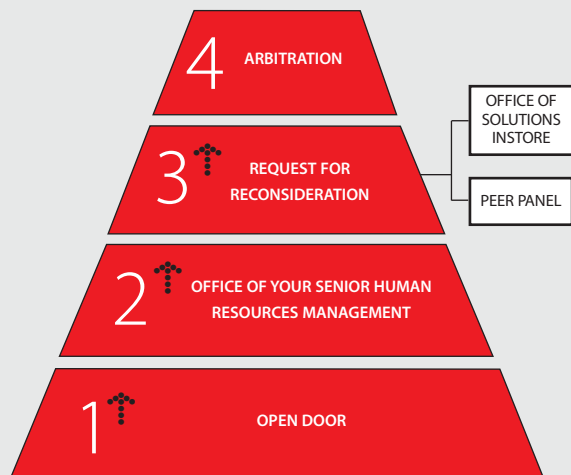 4 ARBITRATION
OFFICE OF
SOLUTIONS
INSTORE
3 REQUEST FOR
RECONSIDERATION
PEER PANEL
2 OFFICE OF YOUR SENIOR HUMAN
RESOURCES MANAGEMENT
1 OPEN DOOR